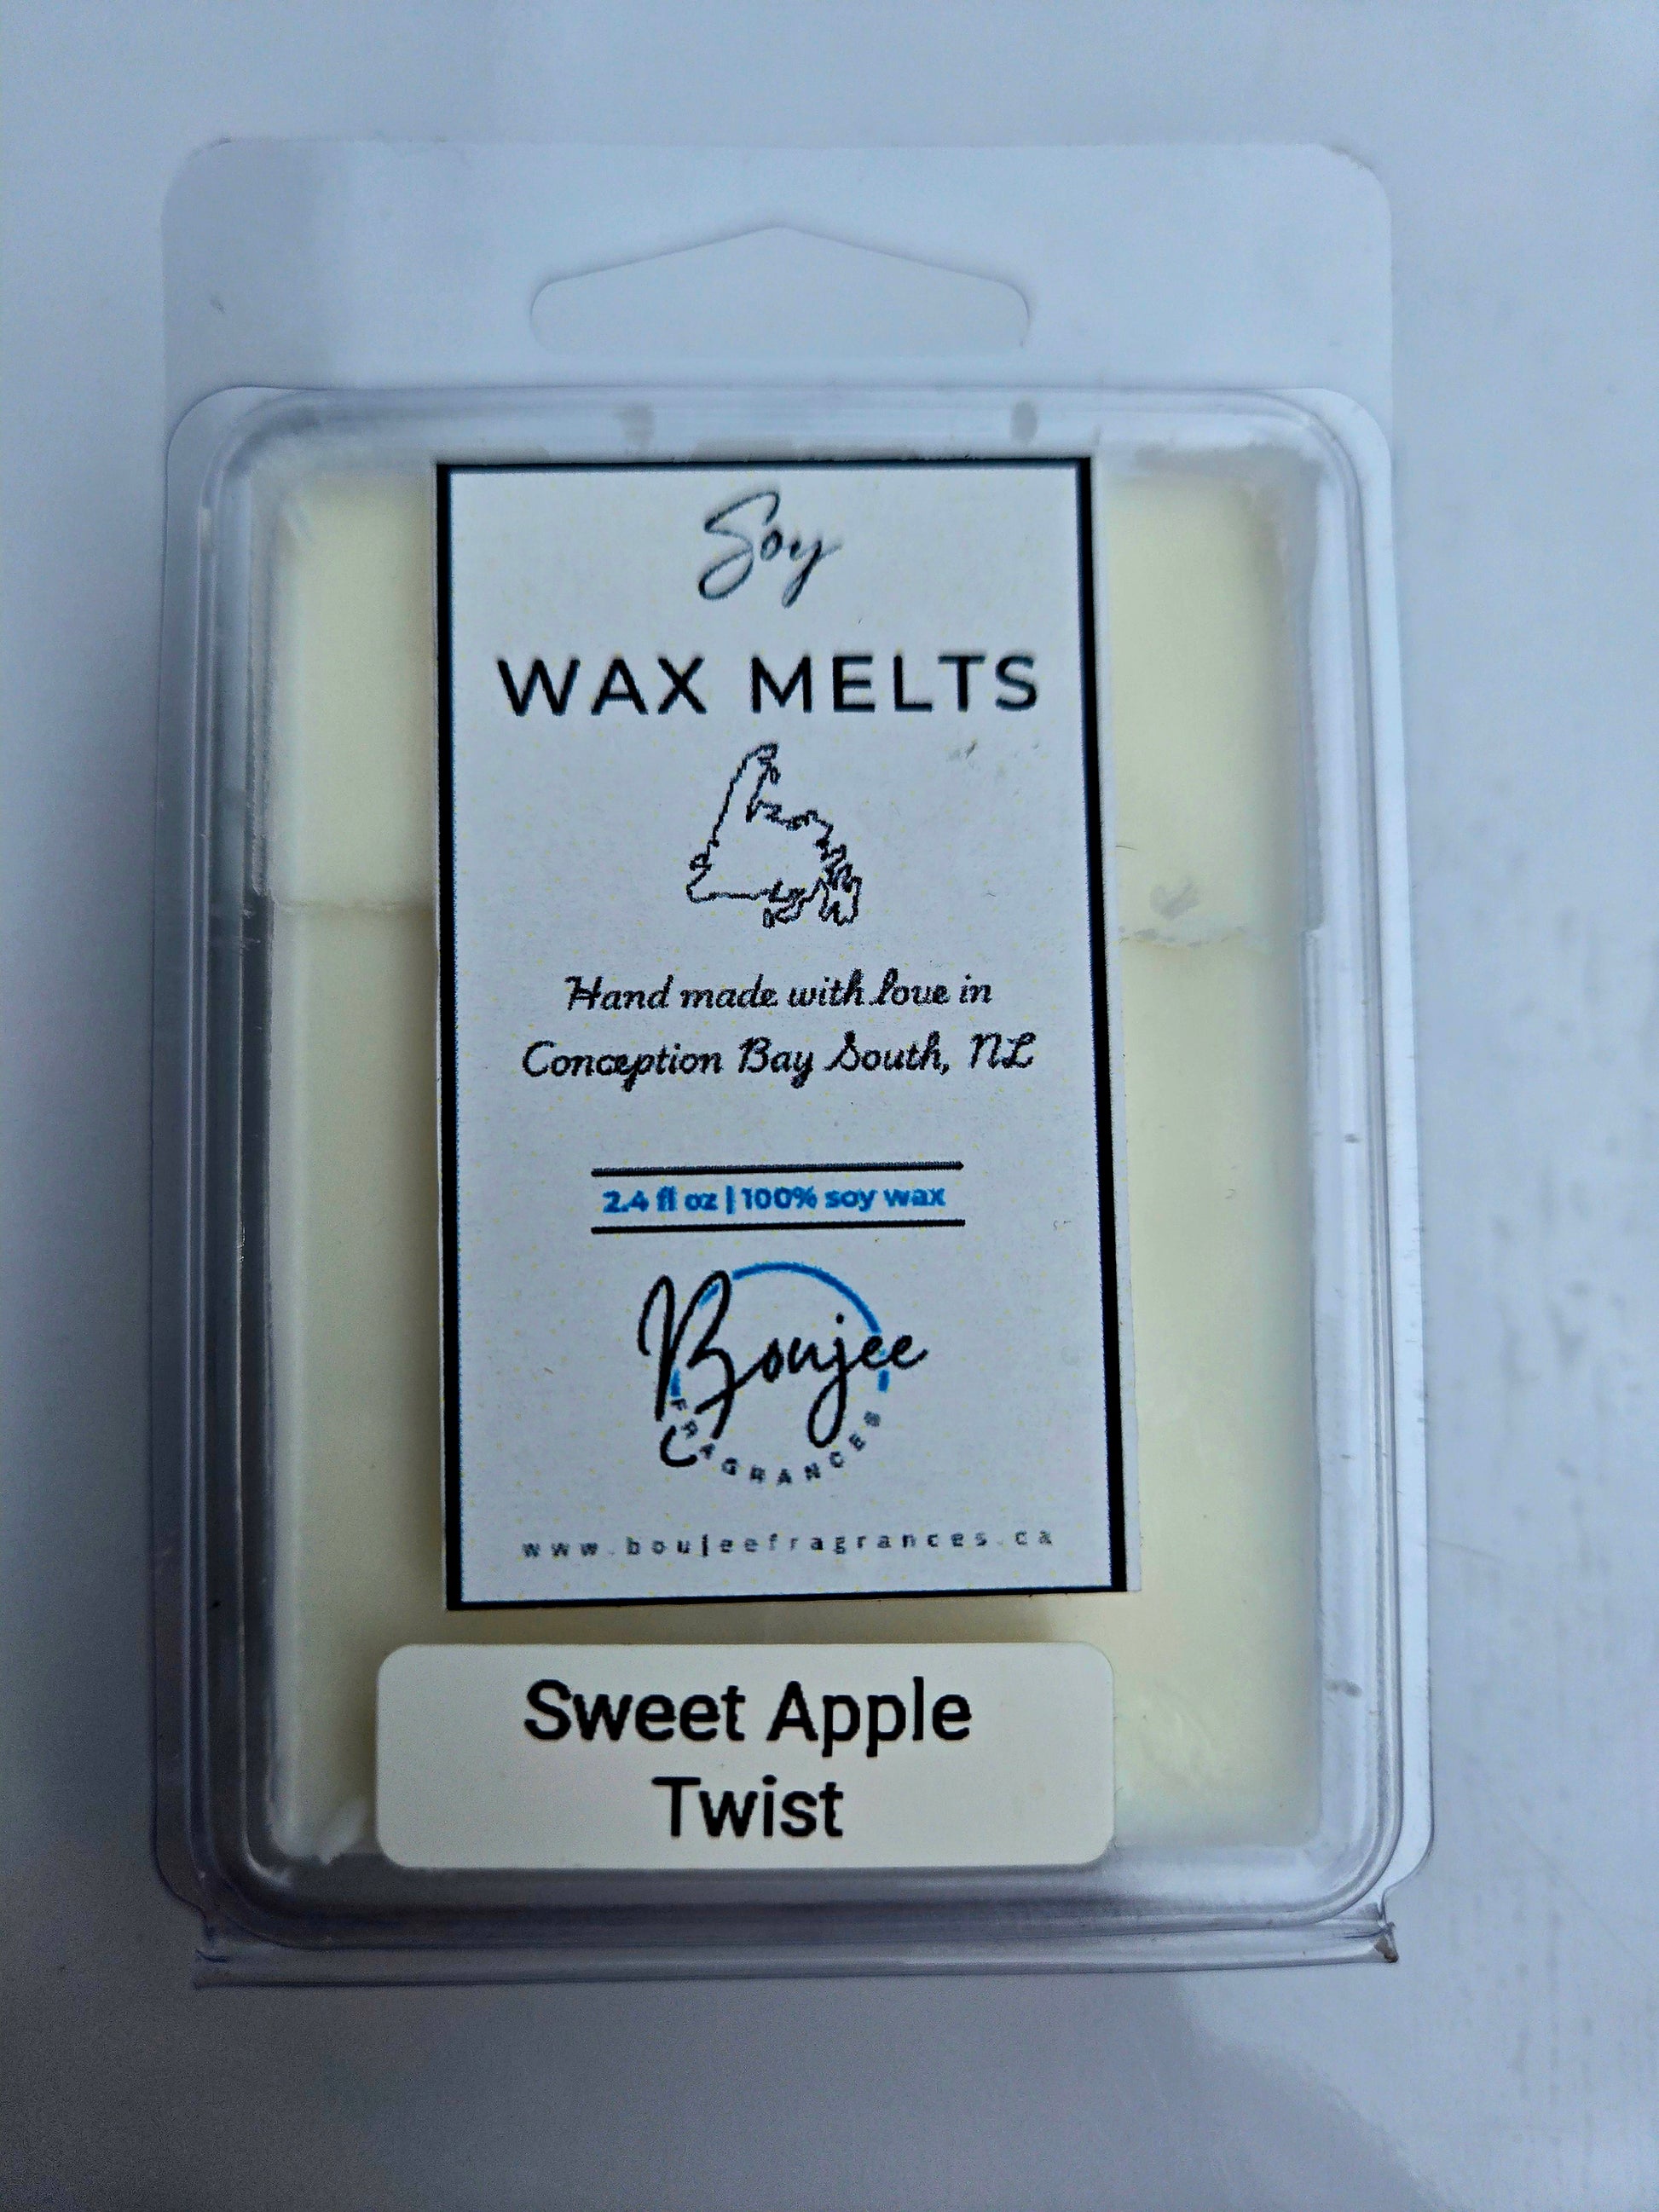 Soy
WAX MELTS
Hand made with love in
Conception Bay South, NL
2.4 fl oz | 100% soy wax
Boujee
FRAGRANCES
www.boujeefragrances.ca
Sweet Apple
Twist